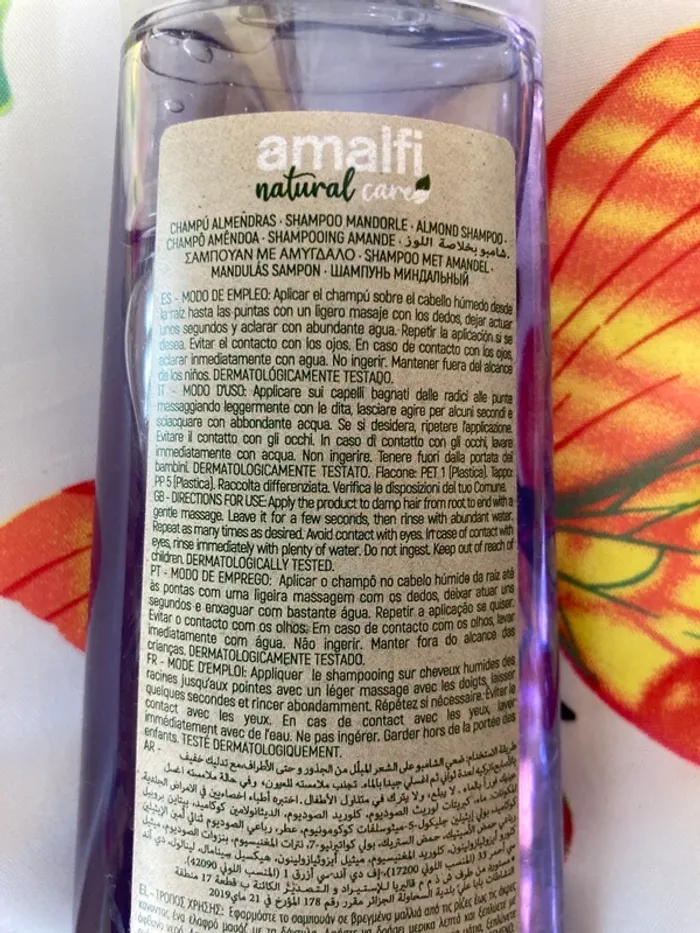 amalfi
natural care
CHAMPÚ ALMENDRAS · SHAMPOO MANDORLE · ALMOND SHAMPOO ·
CHAMPÔ AMÊNDOA · SHAMPOOING AMANDE · شامبو بخلاصة اللوز.
ΣΑΜΠΟΥΑΝ ΜΕ ΑΜΥΓΔΑΛΟ · SHAMPOO MET AMANDEL ·
MANDULÁS SAMPON · ШАМПУНЬ МИНДАЛЬНЫЙ
ES - MODO DE EMPLEO: Aplicar el champú sobre el cabello húmedo desde
la raíz hasta las puntas con un ligero masaje con los dedos, dejar actuar
unos segundos y aclarar con abundante agua. Repetir la aplicación si se
desea. Evitar el contacto con los ojos. En caso de contacto con los ojos,
aclarar inmediatamente con agua. No ingerir. Mantener fuera del alcance
de los niños. DERMATOLÓGICAMENTE TESTADO.
IT - MODO D'USO: Applicare sui capelli bagnati dalle radici alle punte
massaggiando leggermente con le dita, lasciare agire per alcuni secondi e
sciacquare con abbondante acqua. Se si desidera, ripetere l'applicazione.
Evitare il contatto con gli occhi. In caso di contatto con gli occhi, lavare
immediatamente con acqua. Non ingerire. Tenere fuori dalla portata dei
bambini. DERMATOLOGICAMENTE TESTATO. Flacone: PET 1 (Plastica). Tappo:
PP 5 (Plastica). Raccolta differenziata. Verifica le disposizioni del tuo Comune.
GB - DIRECTIONS FOR USE: Apply the product to damp hair from root to end with a
gentle massage. Leave it for a few seconds, then rinse with abundant water.
Repeat as many times as desired. Avoid contact with eyes. In case of contact with
eyes, rinse immediately with plenty of water. Do not ingest. Keep out of reach of
children. DERMATOLOGICALLY TESTED.
PT - MODO DE EMPREGO: Aplicar o champô no cabelo húmido da raiz até
às pontas com uma ligeira massagem com os dedos, deixar atuar uns
segundos e enxaguar com bastante água. Repetir a aplicação se quiser.
Evitar o contacto com os olhos. Em caso de contacto com os olhos, lavar
imediatamente com água. Não ingerir. Manter fora do alcance das
crianças. DERMATOLOGICAMENTE TESTADO.
FR - MODE D'EMPLOI: Appliquer le shampooing sur cheveux humides des
racines jusqu'aux pointes avec un léger massage avec les doigts, laisser
quelques secondes et rincer abondamment. Répétez si nécessaire. Éviter le
contact avec les yeux. En cas de contact avec les yeux, laver
immédiatement avec de l'eau. Ne pas ingérer. Garder hors de la portée des
enfants. TESTÉ DERMATOLOGIQUEMENT.
AR -
طريقة الاستخدام: ضعي الشامبو على الشعر المبلل من الجذور و حتى الأطراف مع تدليك خفيف